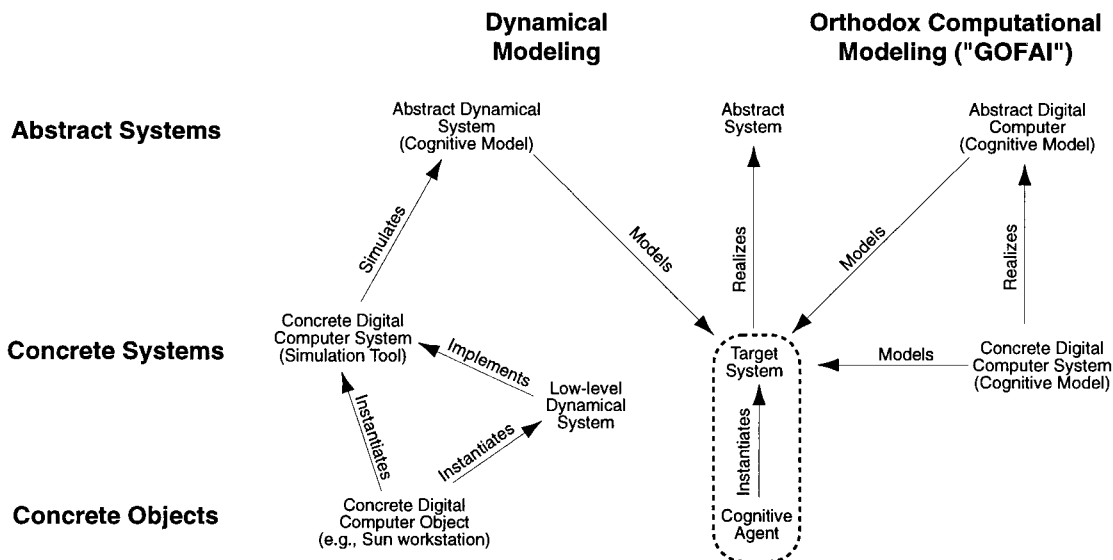 Dynamical
Modeling
Orthodox Computational
Modeling ("GOFAI")
Abstract Systems
Abstract Dynamical
System
(Cognitive Model)
Abstract
System
Abstract Digital
Computer
(Cognitive Model)
Simulates
Models
Realizes
Models
Realizes
Concrete Systems
Concrete Digital
Computer System
(Simulation Tool)
Implements
Low-level
Dynamical
System
Target
System
Models
Concrete Digital
Computer System
(Cognitive Model)
Instantiates
Instantiates
Instantiates
Concrete Objects
Concrete Digital
Computer Object
(e.g., Sun workstation)
Cognitive
Agent